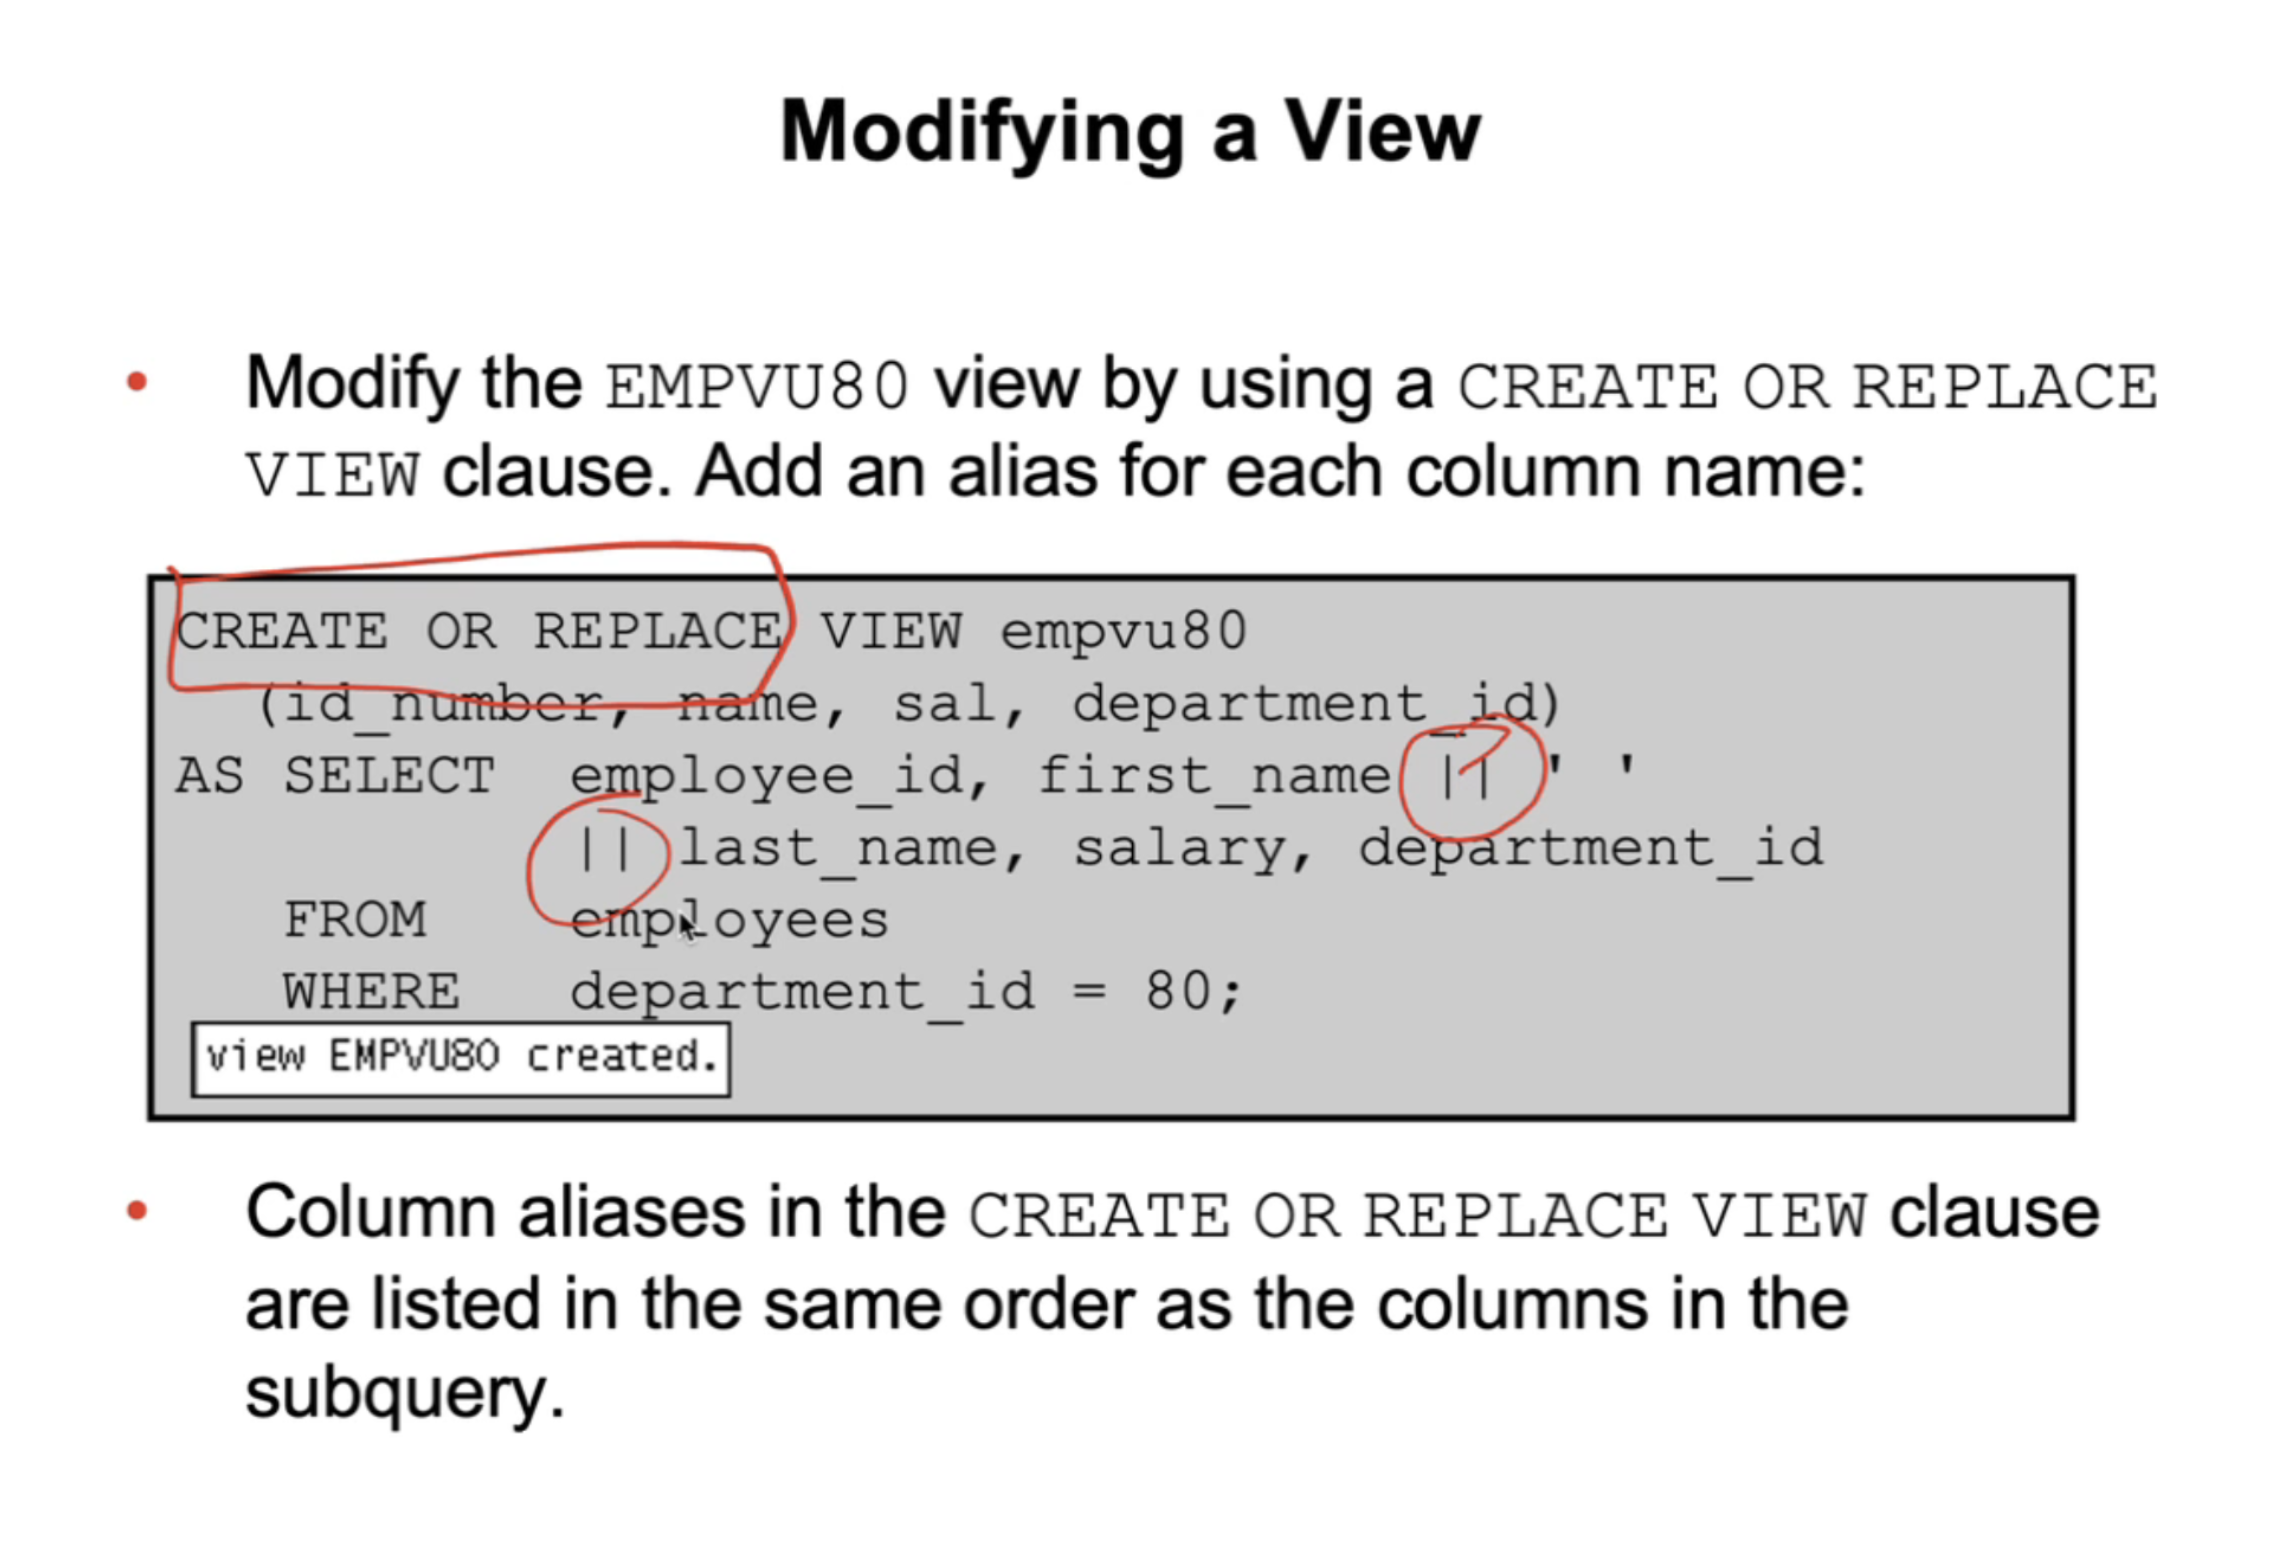 Modifying a View
• Modify the EMPVU80 view by using a CREATE OR REPLACE
VIEW clause. Add an alias for each column name:
CREATE OR REPLACE VIEW empvu80
(id_number, name, sal, department_id)
AS SELECT employee_id, first_name || ' '
|| last_name, salary, department_id
FROM employees
WHERE department_id = 80;
view EMPVU80 created.
• Column aliases in the CREATE OR REPLACE VIEW clause
are listed in the same order as the columns in the
subquery.